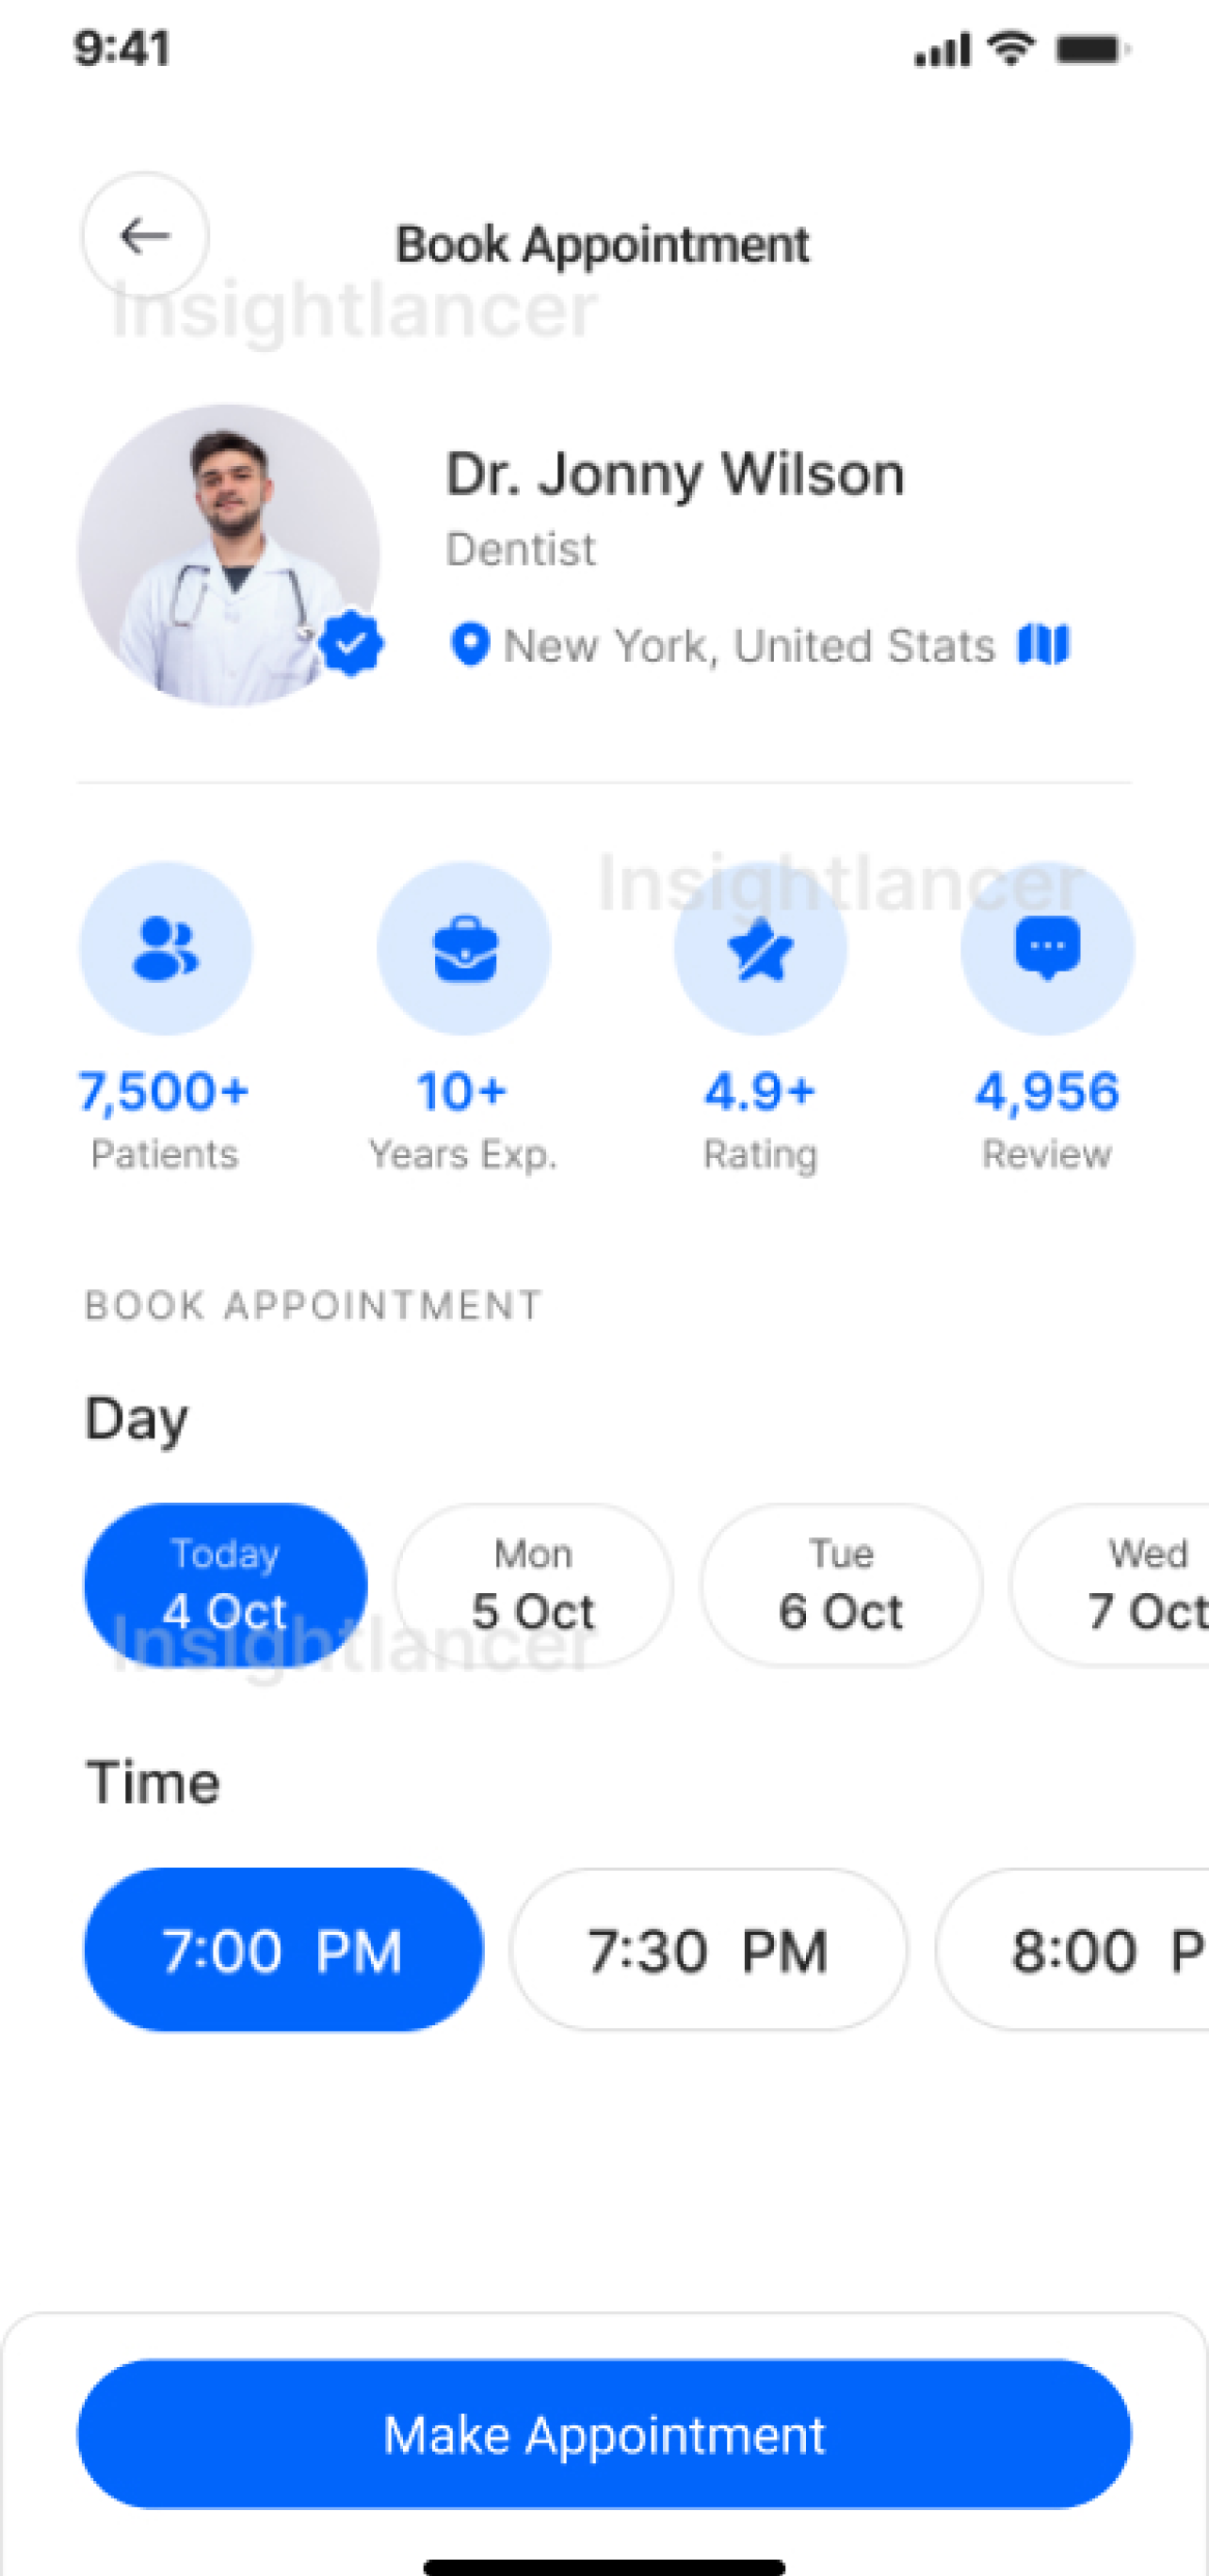 9:41
Book Appointment
Insightlancer
Dr. Jonny Wilson
Dentist
New York, United Stats
Insightlancer
7,500+ 10+ 4.9+ 4,956
Patients Years Exp. Rating Review
BOOK APPOINTMENT
Day
Today Mon Tue Wed
4 Oct 5 Oct 6 Oct 7 Oct
Insightlancer
Time
7:00 PM 7:30 PM 8:00 P
Make Appointment